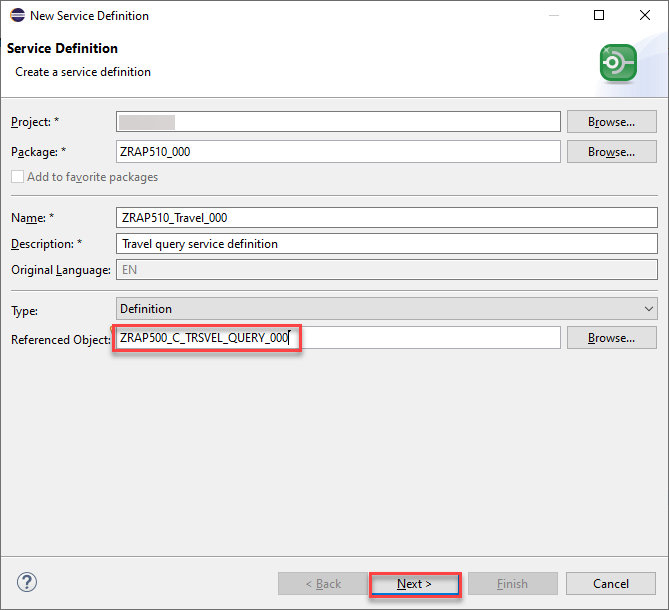 New Service Definition
Service Definition
Create a service definition
Project: *
Browse...
Package: * ZRAP510_000 Browse...
Add to favorite packages
Name: * ZRAP510_Travel_000
Description: * Travel query service definition
Original Language: EN
Type: Definition
Referenced Object: ZRAP500_C_TRSVEL_QUERY_000 Browse...
< Back Next > Finish Cancel